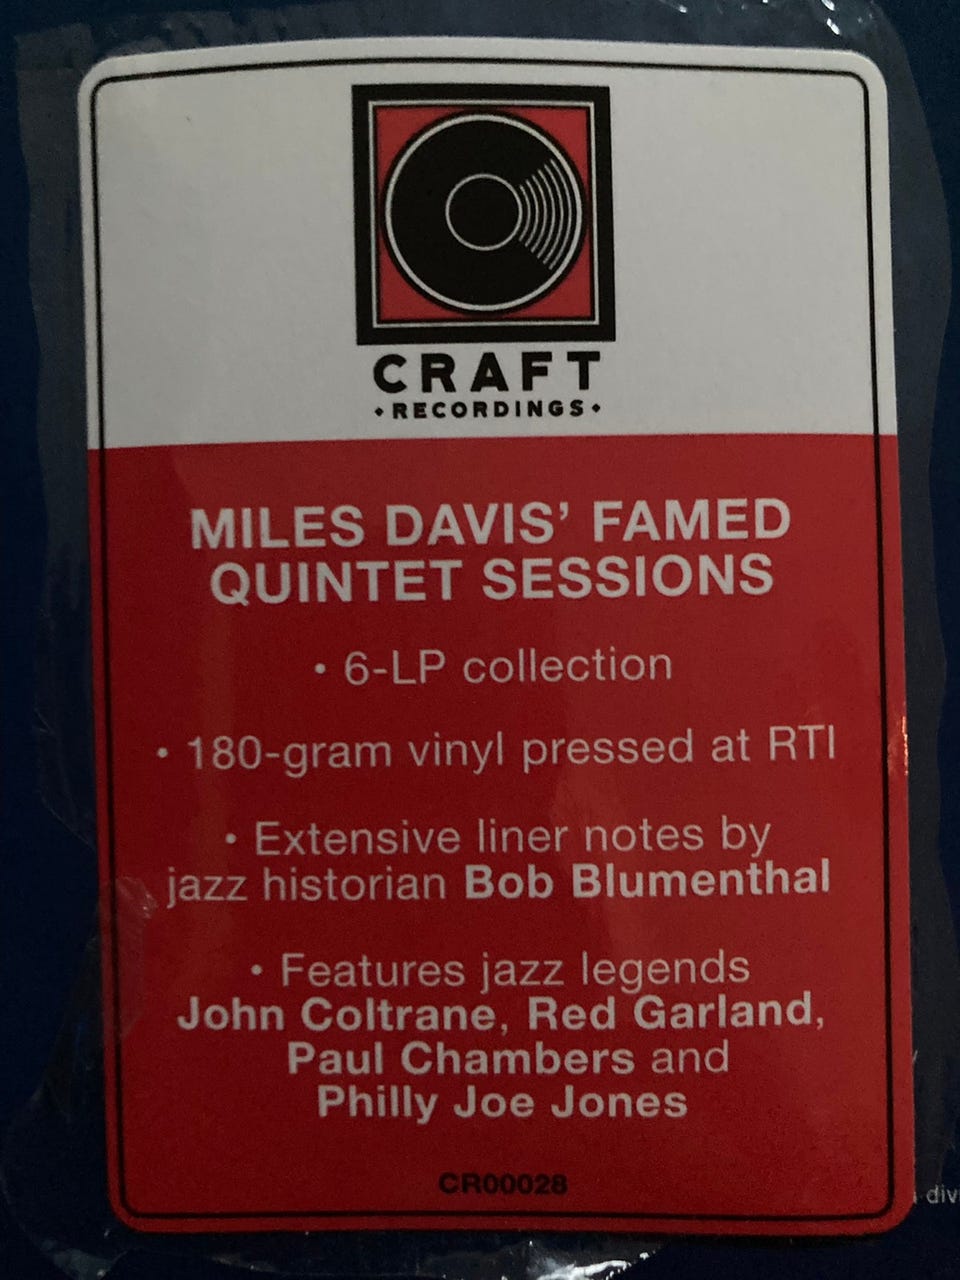 CRAFT
•RECORDINGS•
MILES DAVIS’ FAMED
QUINTET SESSIONS
• 6-LP collection
• 180-gram vinyl pressed at RTI
• Extensive liner notes by
jazz historian Bob Blumenthal
• Features jazz legends
John Coltrane, Red Garland,
Paul Chambers and
Philly Joe Jones
CR00028